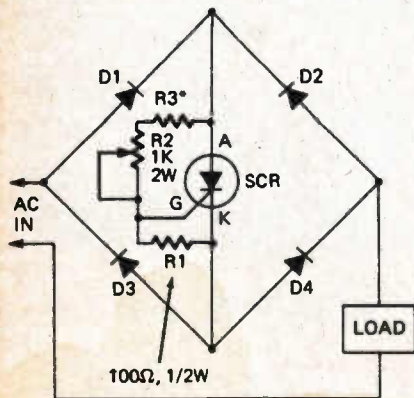 D1
D2
R3*
R2
1K
2W
A
SCR
G
K
AC
IN
R1
D3
D4
LOAD
100Ω, 1/2W